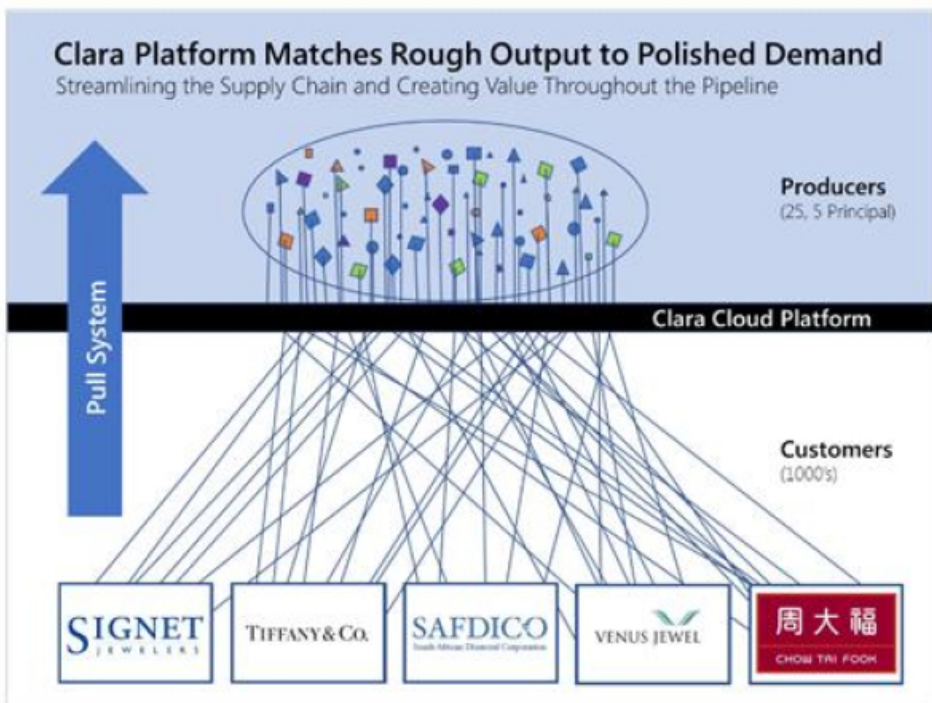 Clara Platform Matches Rough Output to Polished Demand
Streamlining the Supply Chain and Creating Value Throughout the Pipeline
Producers
(25, 5 Principal)
Clara Cloud Platform
Pull System
Customers
(1000's)
SIGNET
JEWELERS
TIFFANY & CO.
SAFDICO
South African Diamond Corporation
VENUS JEWEL
周大福
CHOW TAI FOOK